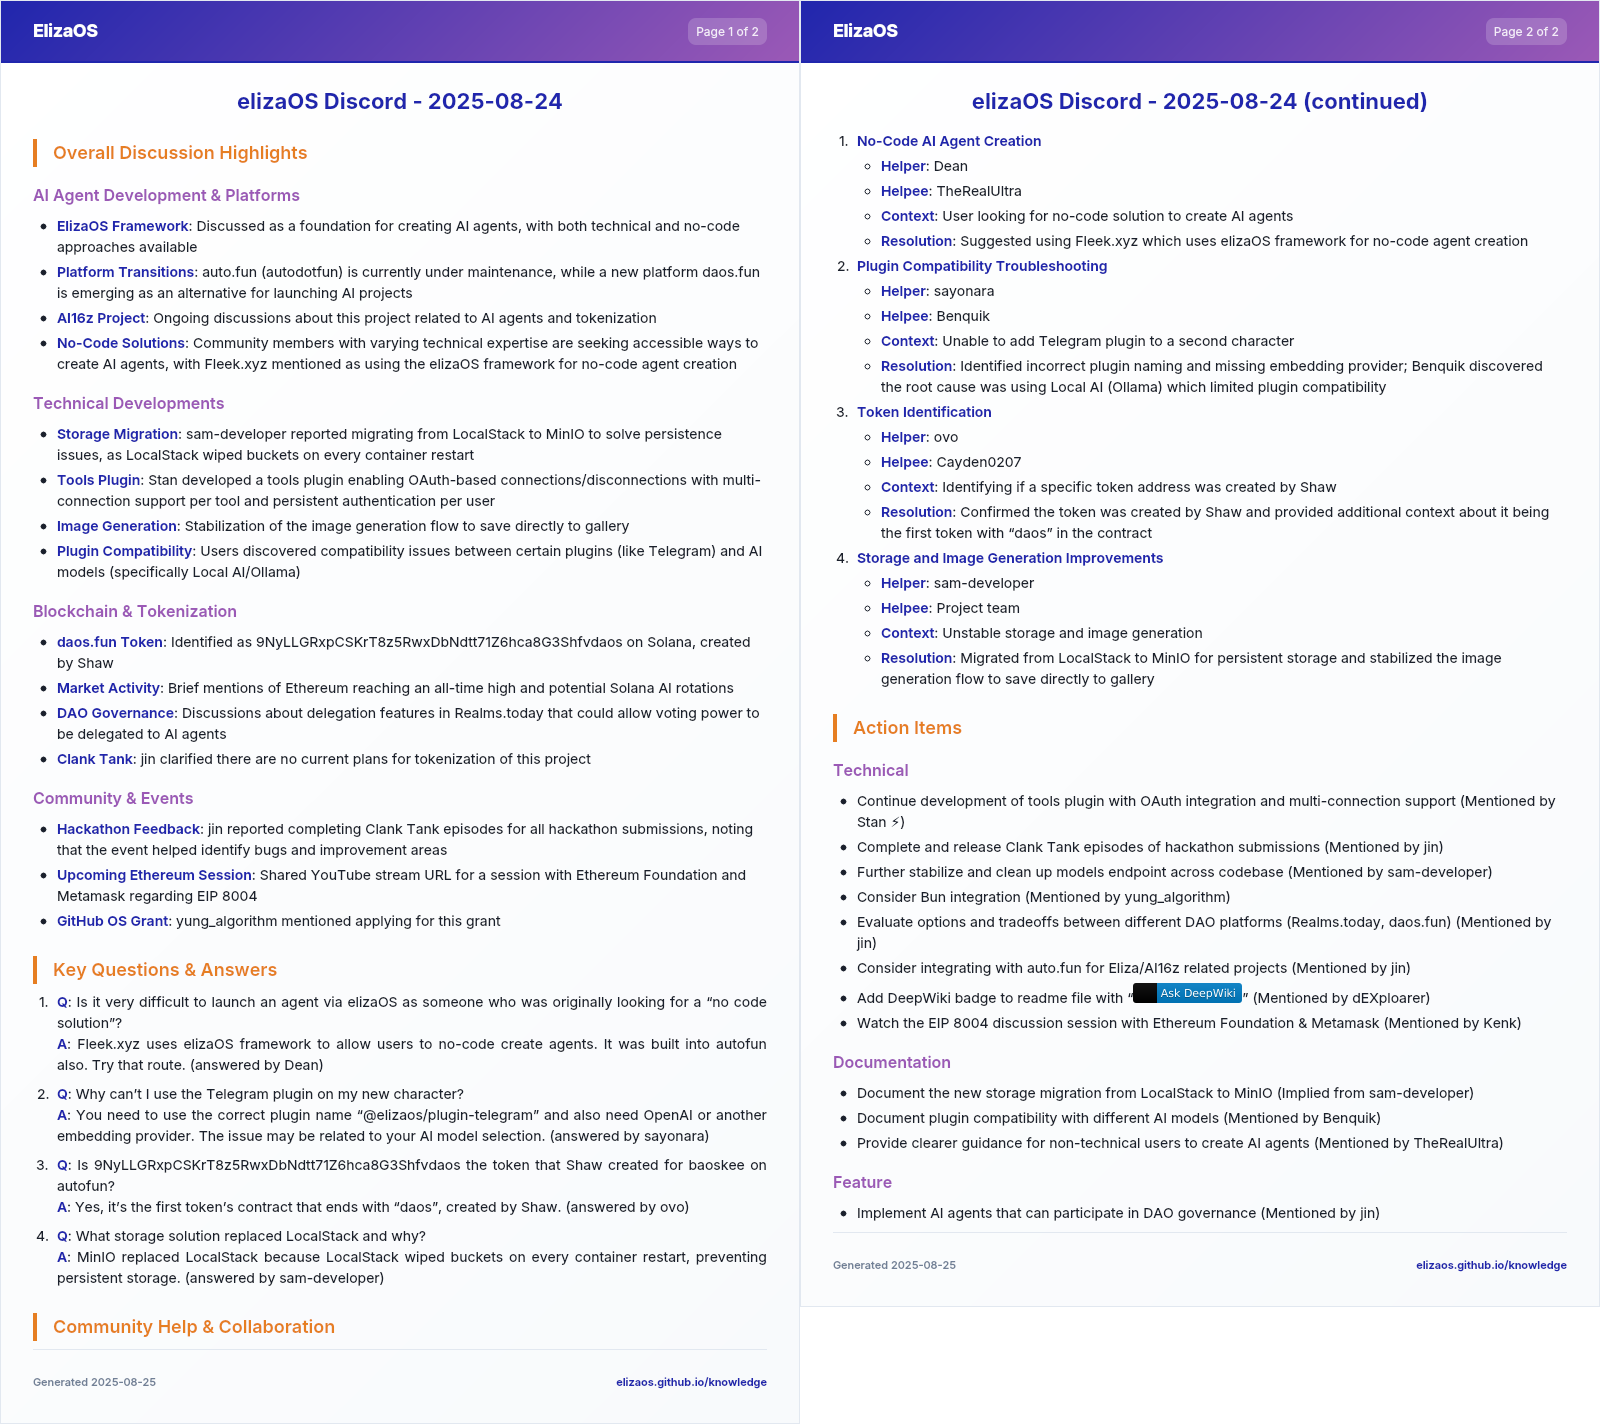 ElizaOS
Page 1 of 2
elizaOS Discord - 2025-08-24
Overall Discussion Highlights
AI Agent Development & Platforms
• ElizaOS Framework: Discussed as a foundation for creating AI agents, with both technical and no-code
approaches available
• Platform Transitions: auto.fun (autodotfun) is currently under maintenance, while a new platform daos.fun
is emerging as an alternative for launching AI projects
• AI16z Project: Ongoing discussions about this project related to AI agents and tokenization
• No-Code Solutions: Community members with varying technical expertise are seeking accessible ways to
create AI agents, with Fleek.xyz mentioned as using the elizaOS framework for no-code agent creation
Technical Developments
• Storage Migration: sam-developer reported migrating from LocalStack to MinIO to solve persistence
issues, as LocalStack wiped buckets on every container restart
• Tools Plugin: Stan developed a tools plugin enabling OAuth-based connections/disconnections with multi-
connection support per tool and persistent authentication per user
• Image Generation: Stabilization of the image generation flow to save directly to gallery
• Plugin Compatibility: Users discovered compatibility issues between certain plugins (like Telegram) and AI
models (specifically Local AI/Ollama)
Blockchain & Tokenization
• daos.fun Token: Identified as 9NyLLGRxpCSKrT8z5RwxDbNdtt71Z6hca8G3Shfvdaos on Solana, created
by Shaw
• Market Activity: Brief mentions of Ethereum reaching an all-time high and potential Solana AI rotations
• DAO Governance: Discussions about delegation features in Realms.today that could allow voting power to
be delegated to AI agents
• Clank Tank: jin clarified there are no current plans for tokenization of this project
Community & Events
• Hackathon Feedback: jin reported completing Clank Tank episodes for all hackathon submissions, noting
that the event helped identify bugs and improvement areas
• Upcoming Ethereum Session: Shared YouTube stream URL for a session with Ethereum Foundation and
Metamask regarding EIP 8004
• GitHub OS Grant: yung_algorithm mentioned applying for this grant
Key Questions & Answers
1. Q: Is it very difficult to launch an agent via elizaOS as someone who was originally looking for a “no code
solution”?
A: Fleek.xyz uses elizaOS framework to allow users to no-code create agents. It was built into autofun
also. Try that route. (answered by Dean)
2. Q: Why can’t I use the Telegram plugin on my new character?
A: You need to use the correct plugin name “@elizaos/plugin-telegram” and also need OpenAI or another
embedding provider. The issue may be related to your AI model selection. (answered by sayonara)
3. Q: Is 9NyLLGRxpCSKrT8z5RwxDbNdtt71Z6hca8G3Shfvdaos the token that Shaw created for baoskee on
autofun?
A: Yes, it’s the first token’s contract that ends with “daos”, created by Shaw. (answered by ovo)
4. Q: What storage solution replaced LocalStack and why?
A: MinIO replaced LocalStack because LocalStack wiped buckets on every container restart, preventing
persistent storage. (answered by sam-developer)
Community Help & Collaboration
Generated 2025-08-25
elizaos.github.io/knowledge
ElizaOS
Page 2 of 2
elizaOS Discord - 2025-08-24 (continued)
1. No-Code AI Agent Creation
◦ Helper: Dean
◦ Helpee: TheRealUltra
◦ Context: User looking for no-code solution to create AI agents
◦ Resolution: Suggested using Fleek.xyz which uses elizaOS framework for no-code agent creation
2. Plugin Compatibility Troubleshooting
◦ Helper: sayonara
◦ Helpee: Benquik
◦ Context: Unable to add Telegram plugin to a second character
◦ Resolution: Identified incorrect plugin naming and missing embedding provider; Benquik discovered
the root cause was using Local AI (Ollama) which limited plugin compatibility
3. Token Identification
◦ Helper: ovo
◦ Helpee: Cayden0207
◦ Context: Identifying if a specific token address was created by Shaw
◦ Resolution: Confirmed the token was created by Shaw and provided additional context about it being
the first token with “daos” in the contract
4. Storage and Image Generation Improvements
◦ Helper: sam-developer
◦ Helpee: Project team
◦ Context: Unstable storage and image generation
◦ Resolution: Migrated from LocalStack to MinIO for persistent storage and stabilized the image
generation flow to save directly to gallery
Action Items
Technical
• Continue development of tools plugin with OAuth integration and multi-connection support (Mentioned by
Stan ⚡)
• Complete and release Clank Tank episodes of hackathon submissions (Mentioned by jin)
• Further stabilize and clean up models endpoint across codebase (Mentioned by sam-developer)
• Consider Bun integration (Mentioned by yung_algorithm)
• Evaluate options and tradeoffs between different DAO platforms (Realms.today, daos.fun) (Mentioned by
jin)
• Consider integrating with auto.fun for Eliza/AI16z related projects (Mentioned by jin)
• Add DeepWiki badge to readme file with “Ask DeepWiki” (Mentioned by dEXploarer)
• Watch the EIP 8004 discussion session with Ethereum Foundation & Metamask (Mentioned by Kenk)
Documentation
• Document the new storage migration from LocalStack to MinIO (Implied from sam-developer)
• Document plugin compatibility with different AI models (Mentioned by Benquik)
• Provide clearer guidance for non-technical users to create AI agents (Mentioned by TheRealUltra)
Feature
• Implement AI agents that can participate in DAO governance (Mentioned by jin)
Generated 2025-08-25
elizaos.github.io/knowledge